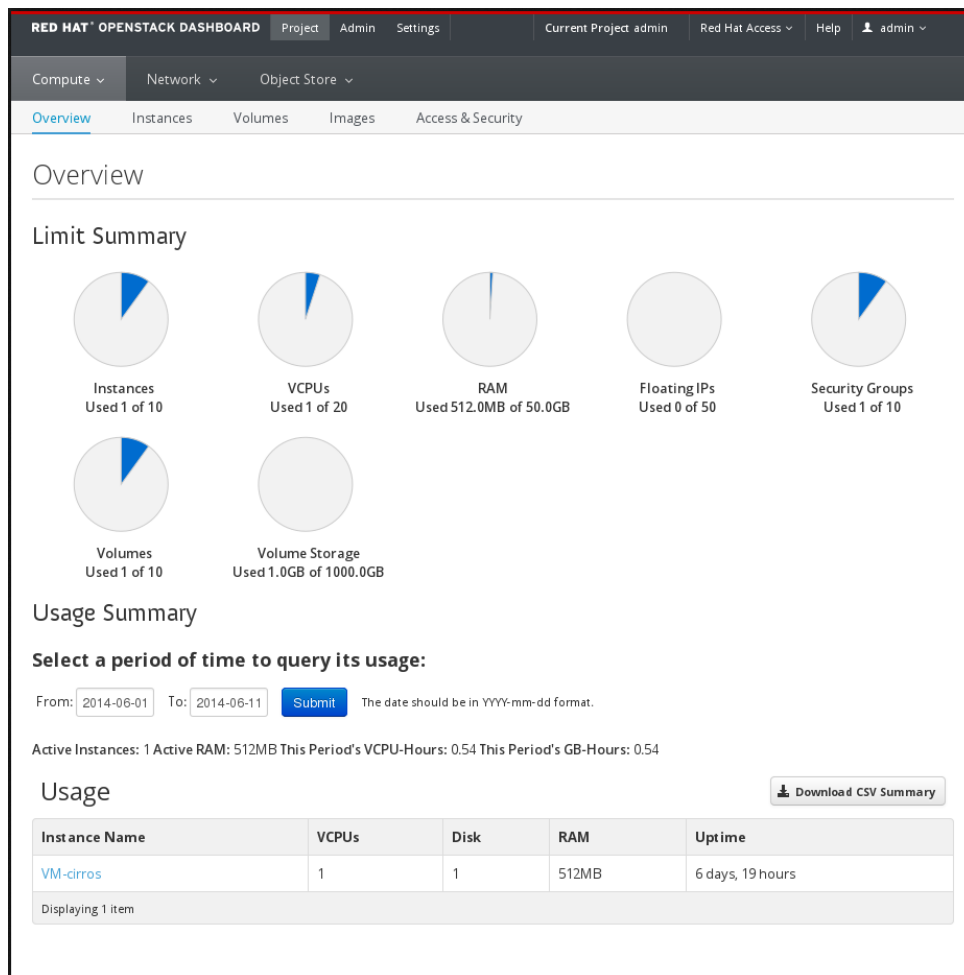 RED HAT® OPENSTACK DASHBOARD Project Admin Settings Current Project admin Red Hat Access Help admin
Compute Network Object Store
Overview Instances Volumes Images Access & Security
Overview
Limit Summary
Instances VCPUs RAM Floating IPs Security Groups
Used 1 of 10 Used 1 of 20 Used 512.0MB of 50.0GB Used 0 of 50 Used 1 of 10
Volumes Volume Storage
Used 1 of 10 Used 1.0GB of 1000.0GB
Usage Summary
Select a period of time to query its usage:
From: 2014-06-01 To: 2014-06-11 Submit The date should be in YYYY-mm-dd format.
Active Instances: 1 Active RAM: 512MB This Period's VCPU-Hours: 0.54 This Period's GB-Hours: 0.54
Usage Download CSV Summary
Instance Name VCPUs Disk RAM Uptime
VM-cirros 1 1 512MB 6 days, 19 hours
Displaying 1 item